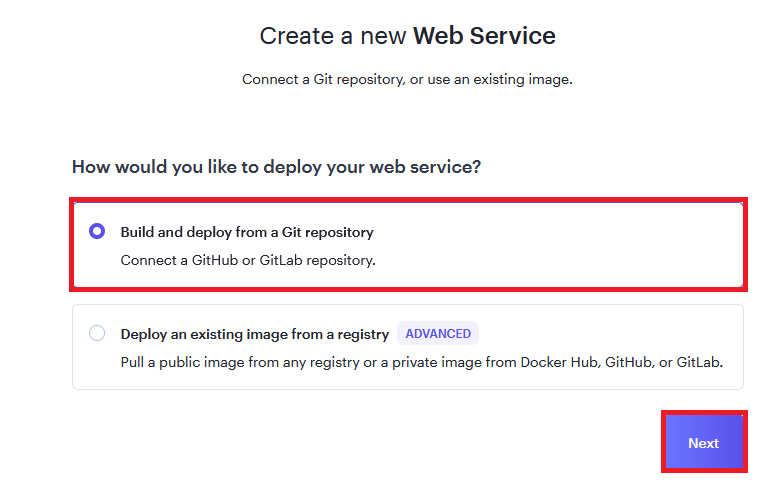 Create a new Web Service
Connect a Git repository, or use an existing image.
How would you like to deploy your web service?
Build and deploy from a Git repository
Connect a GitHub or GitLab repository.
Deploy an existing image from a registry ADVANCED
Pull a public image from any registry or a private image from Docker Hub, GitHub, or GitLab.
Next